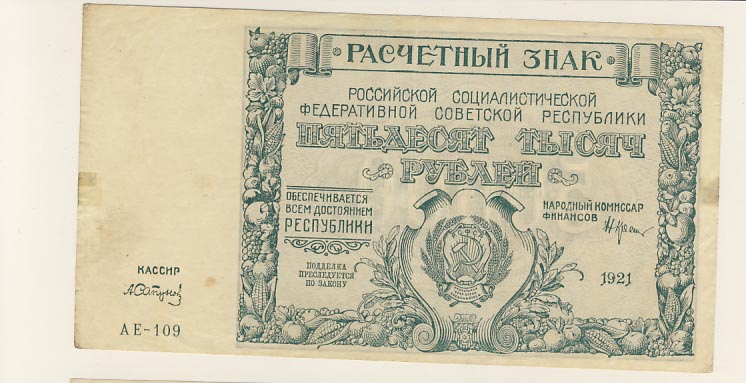 РАСЧЕТНЫЙ ЗНАК
РОССИЙСКОЙ СОЦИАЛИСТИЧЕСКОЙ
ФЕДЕРАТИВНОЙ СОВЕТСКОЙ РЕСПУБЛИКИ
ПЯТЬДЕСЯТ ТЫСЯЧ
РУБЛЕЙ
ОБЕСПЕЧИВАЕТСЯ
ВСЕМ ДОСТОЯНИЕМ
РЕСПУБЛИКИ
НАРОДНЫЙ КОМИССАР
ФИНАНСОВ
ПОДДЕЛКА
ПРЕСЛЕДУЕТСЯ
ПО ЗАКОНУ
1921
КАССИР
АЕ-109